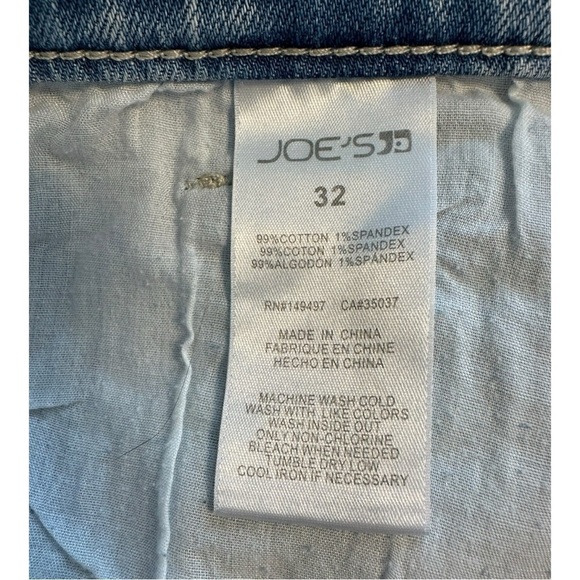 JOE'S
32
99%COTTON 1%SPANDEX
99%COTON 1%SPANDEX
99%ALGODON 1%SPANDEX
RN#149497 CA#35037
MADE IN CHINA
FABRIQUE EN CHINE
HECHO EN CHINA
MACHINE WASH COLD
WASH WITH LIKE COLORS
WASH INSIDE OUT
ONLY NON-CHLORINE
BLEACH WHEN NEEDED
TUMBLE DRY LOW
COOL IRON IF NECESSARY